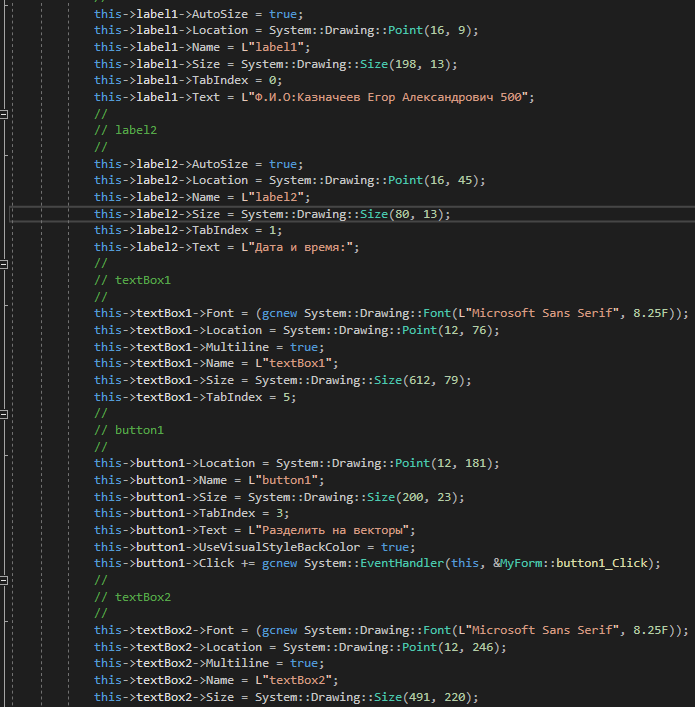 //
this->label1->AutoSize = true;
this->label1->Location = System::Drawing::Point(16, 9);
this->label1->Name = L"label1";
this->label1->Size = System::Drawing::Size(198, 13);
this->label1->TabIndex = 0;
this->label1->Text = L"Ф.И.О:Казначеев Егор Александрович 500";
//
// label2
//
this->label2->AutoSize = true;
this->label2->Location = System::Drawing::Point(16, 45);
this->label2->Name = L"label2";
this->label2->Size = System::Drawing::Size(80, 13);
this->label2->TabIndex = 1;
this->label2->Text = L"Дата и время:";
//
// textBox1
//
this->textBox1->Font = (gcnew System::Drawing::Font(L"Microsoft Sans Serif", 8.25F));
this->textBox1->Location = System::Drawing::Point(12, 76);
this->textBox1->Multiline = true;
this->textBox1->Name = L"textBox1";
this->textBox1->Size = System::Drawing::Size(612, 79);
this->textBox1->TabIndex = 5;
//
// button1
//
this->button1->Location = System::Drawing::Point(12, 181);
this->button1->Name = L"button1";
this->button1->Size = System::Drawing::Size(200, 23);
this->button1->TabIndex = 3;
this->button1->Text = L"Разделить на векторы";
this->button1->UseVisualStyleBackColor = true;
this->button1->Click += gcnew System::EventHandler(this, &MyForm::button1_Click);
//
// textBox2
//
this->textBox2->Font = (gcnew System::Drawing::Font(L"Microsoft Sans Serif", 8.25F));
this->textBox2->Location = System::Drawing::Point(12, 246);
this->textBox2->Multiline = true;
this->textBox2->Name = L"textBox2";
this->textBox2->Size = System::Drawing::Size(491, 220);